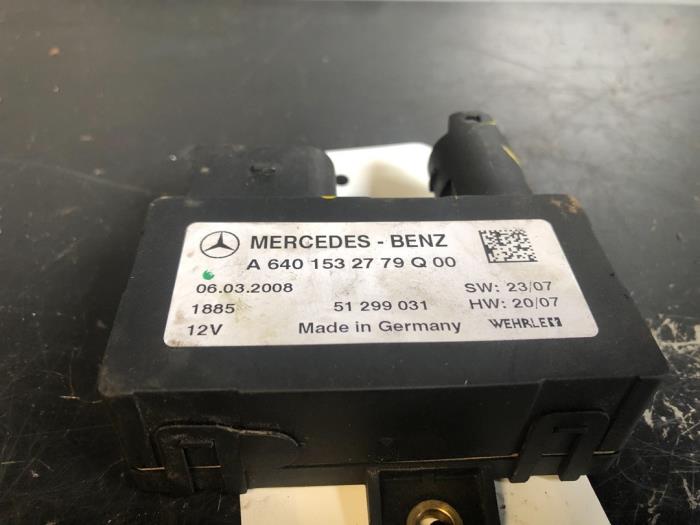 MERCEDES - BENZ
A 640 153 27 79 Q 00
06.03.2008 SW: 23/07
1885 51 299 031 HW: 20/07
12V Made in Germany WEHRLE